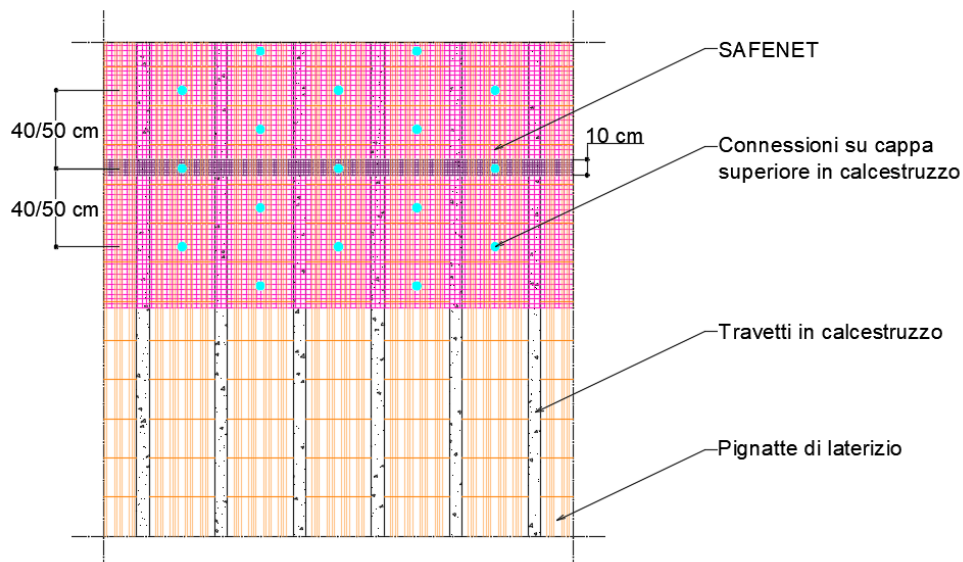 SAFENET
40/50 cm
10 cm
Connessioni su cappa
superiore in calcestruzzo
40/50 cm
Travetti in calcestruzzo
Pignatte di laterizio